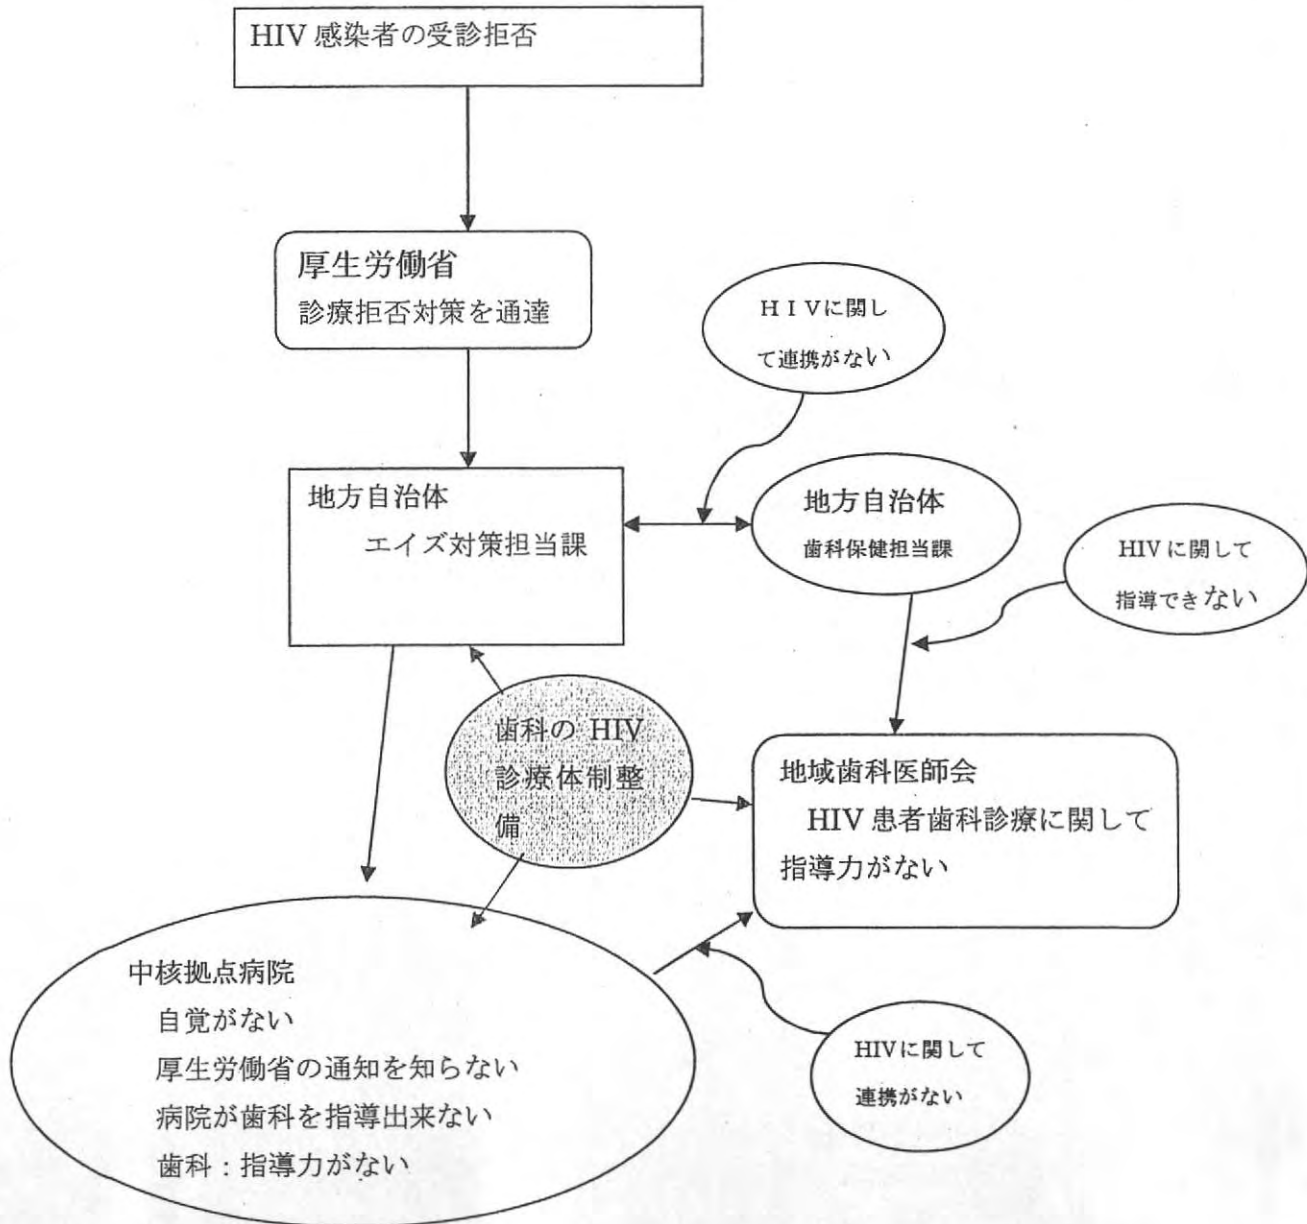 HIV 感染者の受診拒否
厚生労働省
診療拒否対策を通達
ＨＩＶに関し
て連携がない
地方自治体
エイズ対策担当課
地方自治体
歯科保健担当課
HIVに関して
指導できない
歯科の HIV
診療体制整
備
地域歯科医師会
HIV 患者歯科診療に関して
指導力がない
中核拠点病院
自覚がない
厚生労働省の通知を知らない
病院が歯科を指導出来ない
歯科：指導力がない
HIVに関して
連携がない